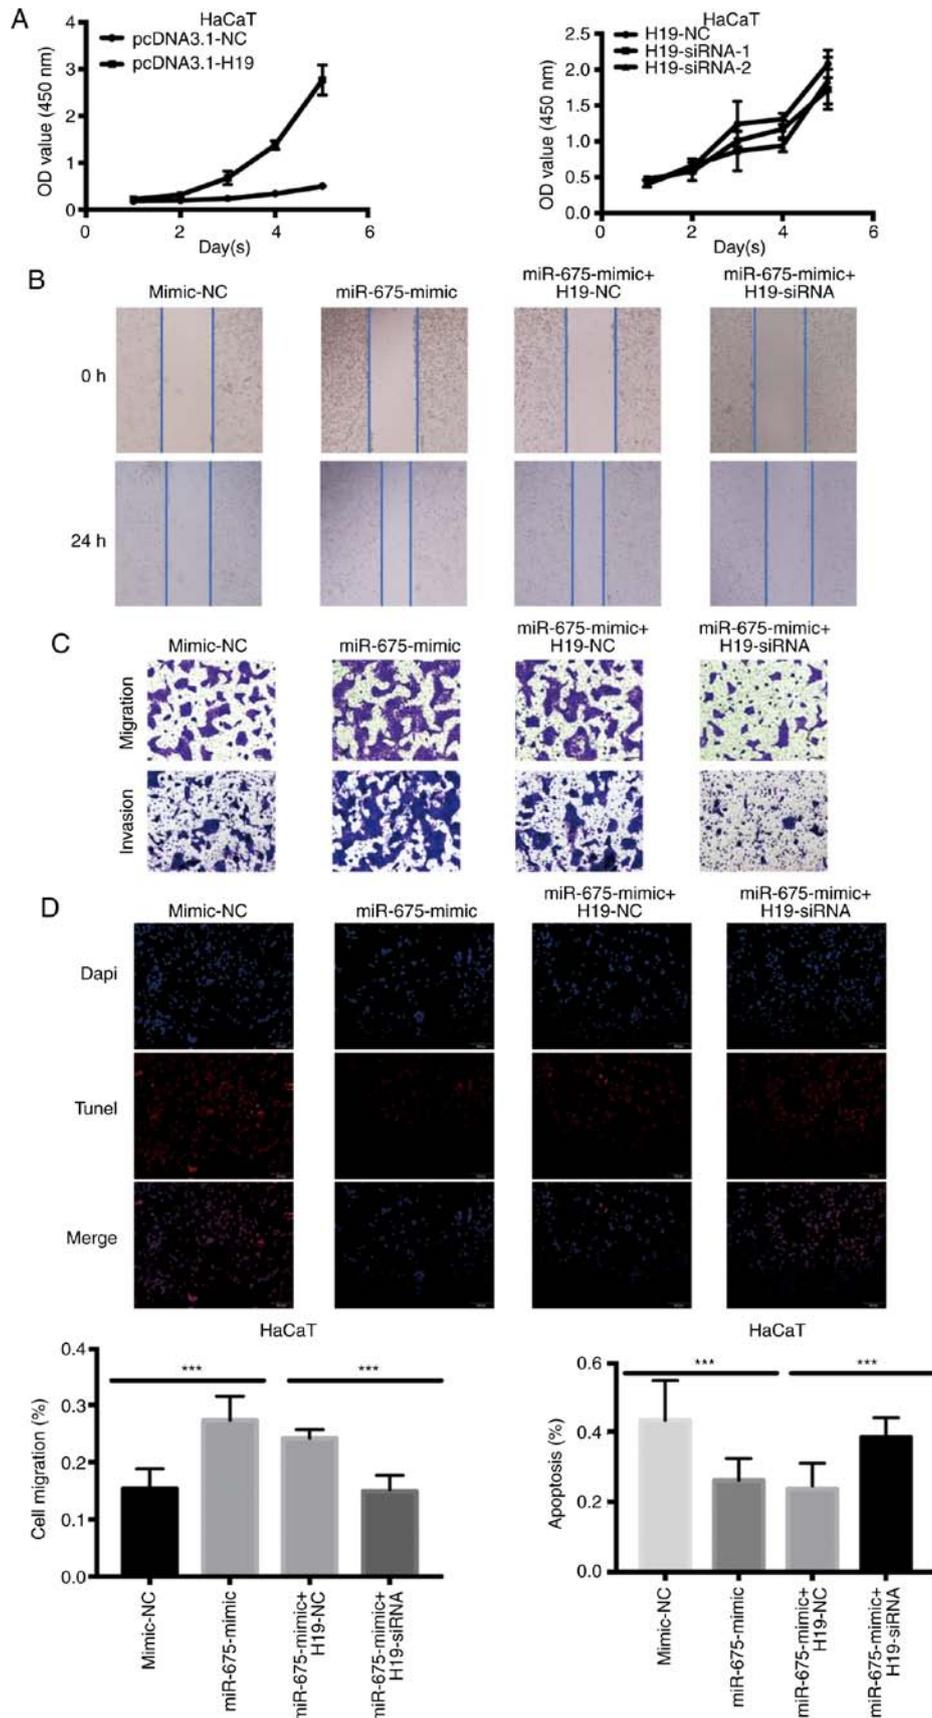 A
HaCaT
pcDNA3.1-NC
pcDNA3.1-H19
OD value (450 nm)
4
3
2
1
0
0 2 4 6
Day(s)
HaCaT
H19-NC
H19-siRNA-1
H19-siRNA-2
OD value (450 nm)
2.5
2.0
1.5
1.0
0.5
0.0
0 2 4 6
Day(s)
B
Mimic-NC
miR-675-mimic
miR-675-mimic+
H19-NC
miR-675-mimic+
H19-siRNA
0 h
24 h
C
Mimic-NC
miR-675-mimic
miR-675-mimic+
H19-NC
miR-675-mimic+
H19-siRNA
Migration
Invasion
D
Mimic-NC
miR-675-mimic
miR-675-mimic+
H19-NC
miR-675-mimic+
H19-siRNA
Dapi
Tunel
Merge
HaCaT
Cell migration (%)
0.4
0.3
0.2
0.1
0.0
***
***
Mimic-NC
miR-675-mimic
miR-675-mimic+
H19-NC
miR-675-mimic+
H19-siRNA
HaCaT
Apoptosis (%)
0.6
0.4
0.2
0.0
***
***
Mimic-NC
miR-675-mimic
miR-675-mimic+
H19-NC
miR-675-mimic+
H19-siRNA